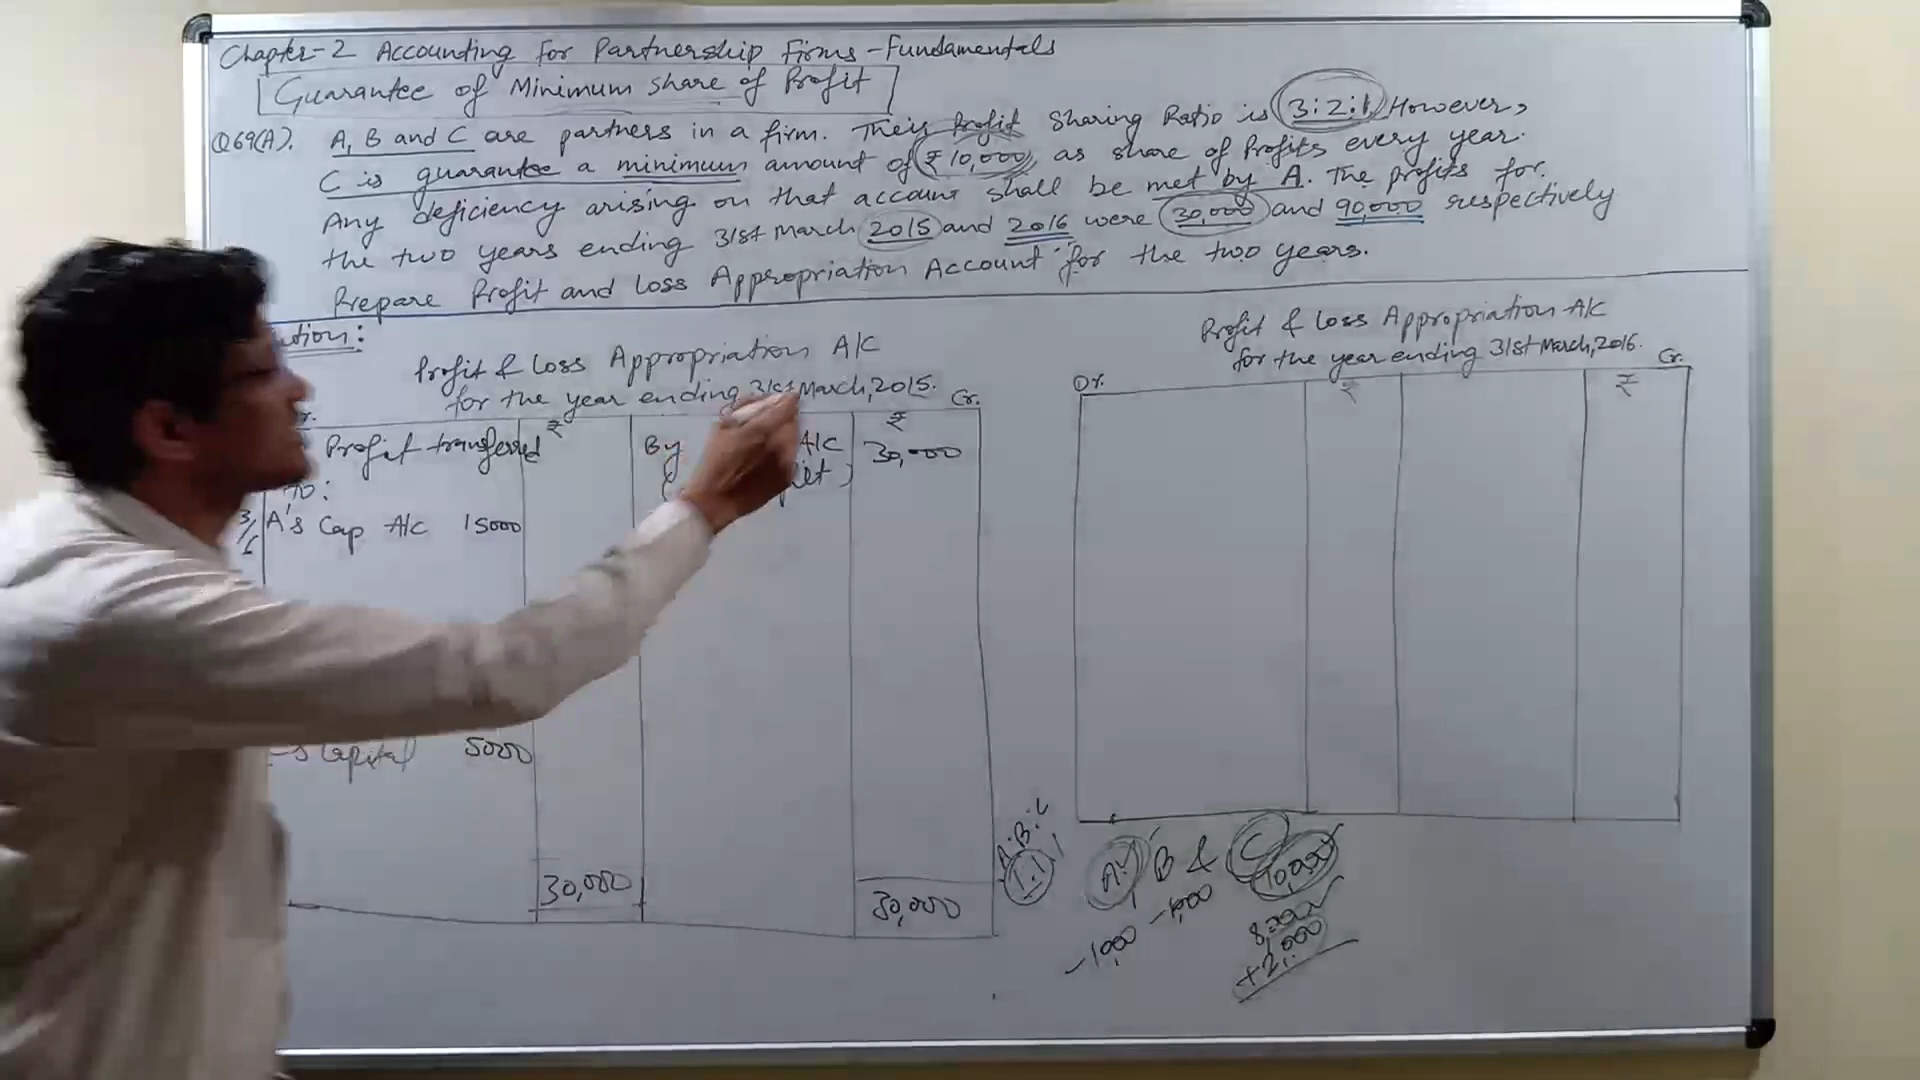 Chapter-2 Accounting for Partnership Firms - Fundamentals
Guarantee of Minimum share of Profit
Q69(A). A, B and C are partners in a firm. Their Profit Sharing Ratio is 3:2:1. However,
C is guarantee a minimum amount of ₹10,000, as share of Profits every year.
Any deficiency arising on that account shall be met by A. The profits for
the two years ending 31st March 2015 and 2016 were 30,000 and 90,000 respectively
Prepare Profit and Loss Appropriation Account for the two years.
ution:
Profit & Loss Appropriation A/C
for the year ending 31st March, 2015.
Cr.
₹
₹
Profit transferred
to:
By
A/C
30,000
3/6
A's Cap A/C 15000
s Capital 5000
30,000
30,000
Profit & Loss Appropriation A/C
for the year ending 31st March, 2016.
Dr.
Cr.
₹
₹
A:B:C
1:1
A, B & C
10,000
-1,000
-1,000
8,000
+2,000